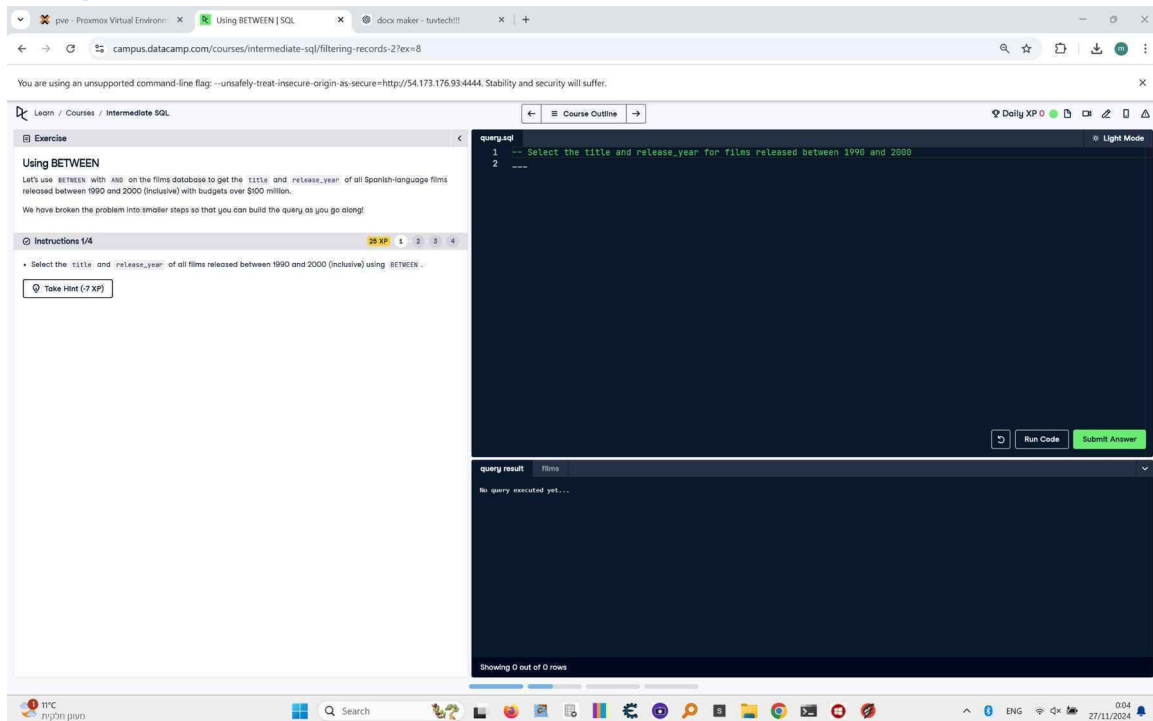 pve - Proxmox Virtual Environm
Using BETWEEN | SQL
docx maker - tuvtech!!!
campus.datacamp.com/courses/intermediate-sql/filtering-records-2?ex=8
m
You are using an unsupported command-line flag: --unsafely-treat-insecure-origin-as-secure=http://54.173.176.93:4444. Stability and security will suffer.
Learn / Courses / Intermediate SQL
Course Outline
Daily XP 0
Exercise
Using BETWEEN
Let's use BETWEEN with AND on the films database to get the title and release_year of all Spanish-language films
released between 1990 and 2000 (inclusive) with budgets over $100 million.
We have broken the problem into smaller steps so that you can build the query as you go along!
Instructions 1/4
25 XP
1 2 3 4
• Select the title and release_year of all films released between 1990 and 2000 (inclusive) using BETWEEN .
Take Hint (-7 XP)
query.sql
Light Mode
1 -- Select the title and release_year for films released between 1990 and 2000
2 ___
Run Code
Submit Answer
query result
films
No query executed yet...
Showing 0 out of 0 rows
1
11°C
מעונן חלקית
Search
ENG
0:04
27/11/2024